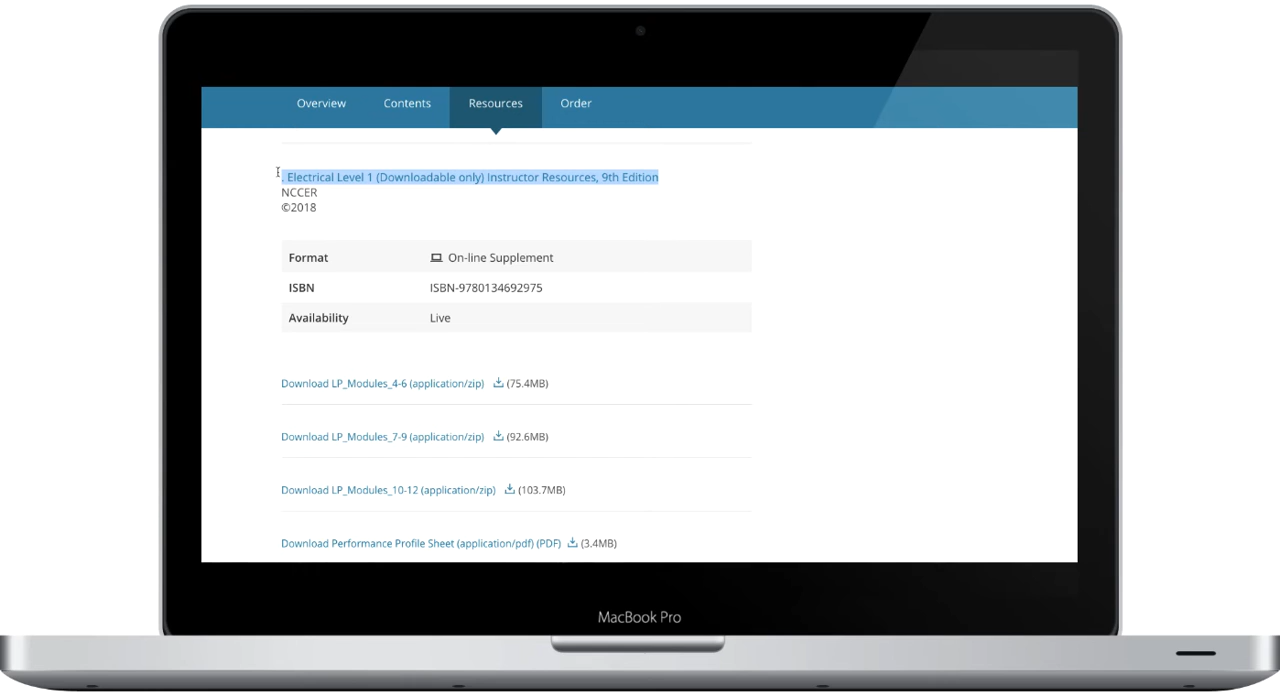 Overview Contents Resources Order
. Electrical Level 1 (Downloadable only) Instructor Resources, 9th Edition
NCCER
©2018
Format On-line Supplement
ISBN ISBN-9780134692975
Availability Live
Download LP_Modules_4-6 (application/zip) (75.4MB)
Download LP_Modules_7-9 (application/zip) (92.6MB)
Download LP_Modules_10-12 (application/zip) (103.7MB)
Download Performance Profile Sheet (application/pdf) (PDF) (3.4MB)
MacBook Pro